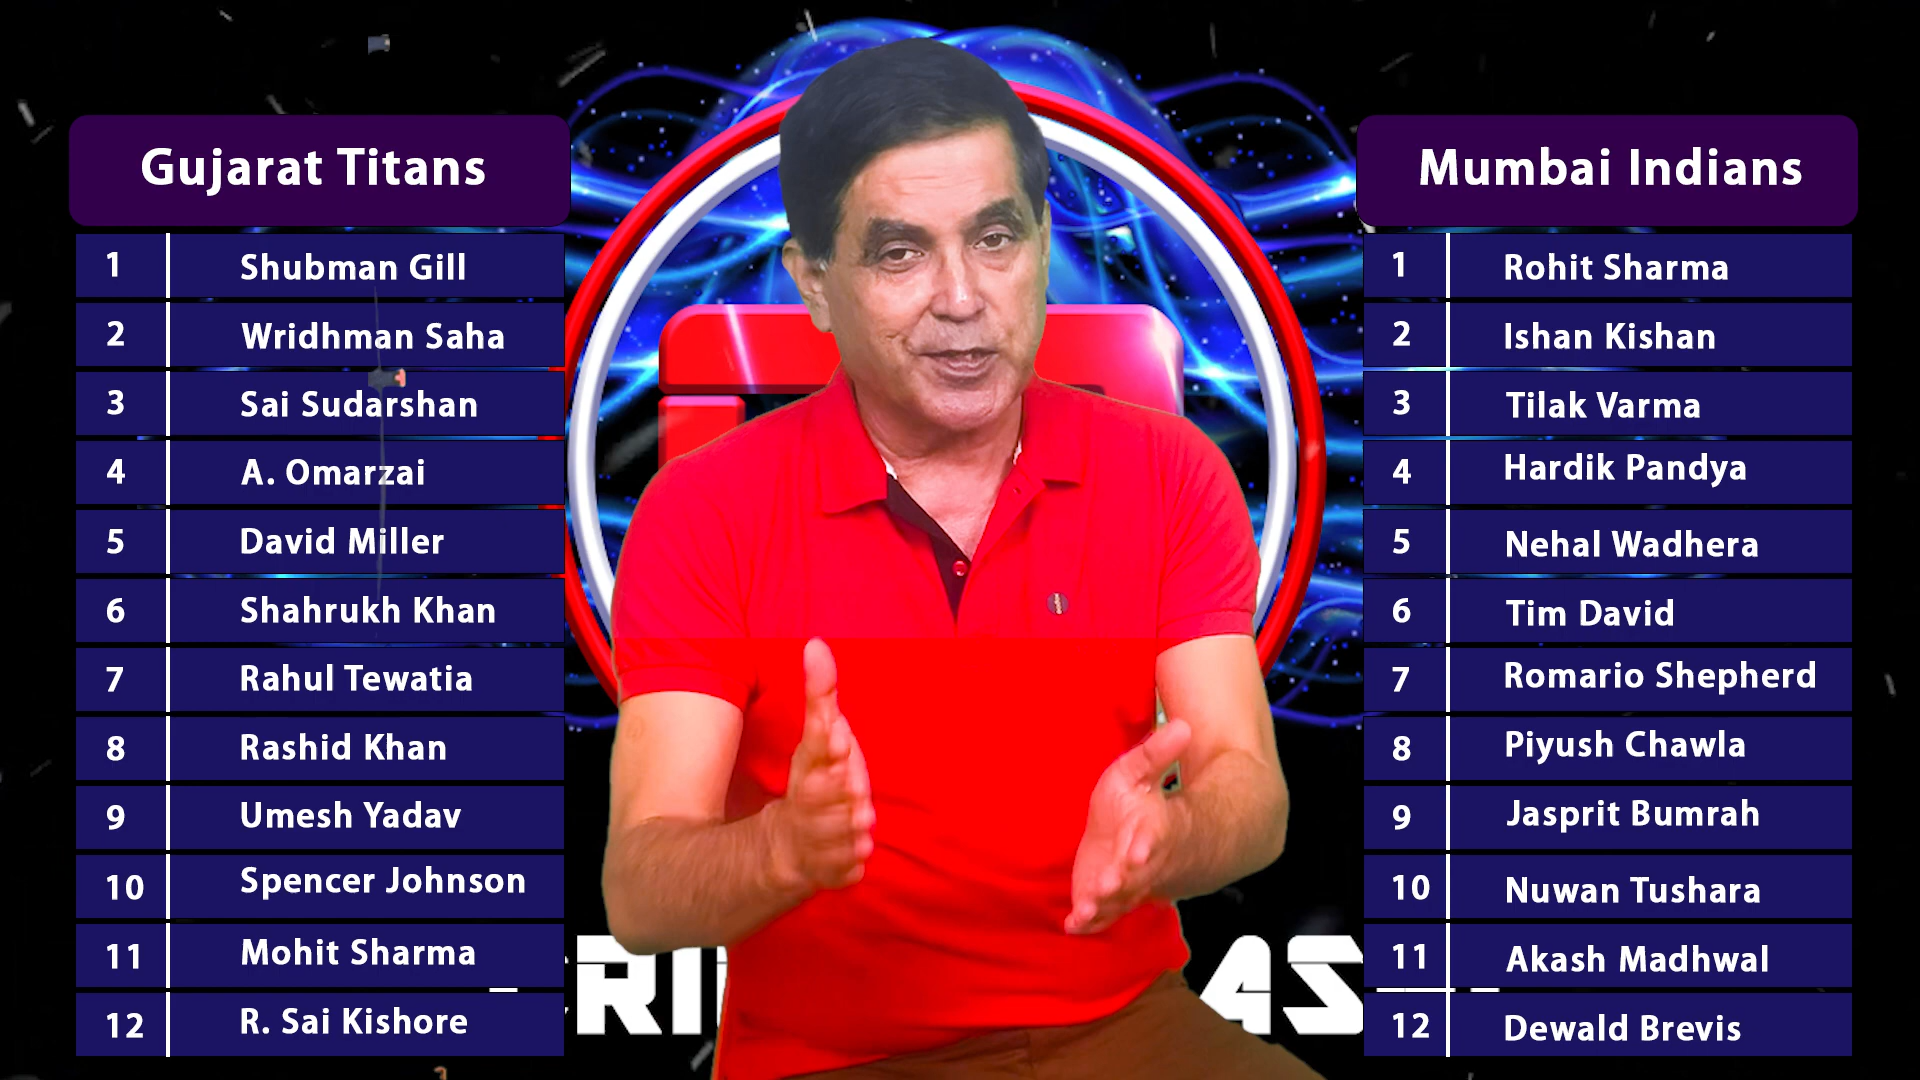 Gujarat Titans
1 Shubman Gill
2 Wridhman Saha
3 Sai Sudarshan
4 A. Omarzai
5 David Miller
6 Shahrukh Khan
7 Rahul Tewatia
8 Rashid Khan
9 Umesh Yadav
10 Spencer Johnson
11 Mohit Sharma
12 R. Sai Kishore
Mumbai Indians
1 Rohit Sharma
2 Ishan Kishan
3 Tilak Varma
4 Hardik Pandya
5 Nehal Wadhera
6 Tim David
7 Romario Shepherd
8 Piyush Chawla
9 Jasprit Bumrah
10 Nuwan Tushara
11 Akash Madhwal
12 Dewald Brevis